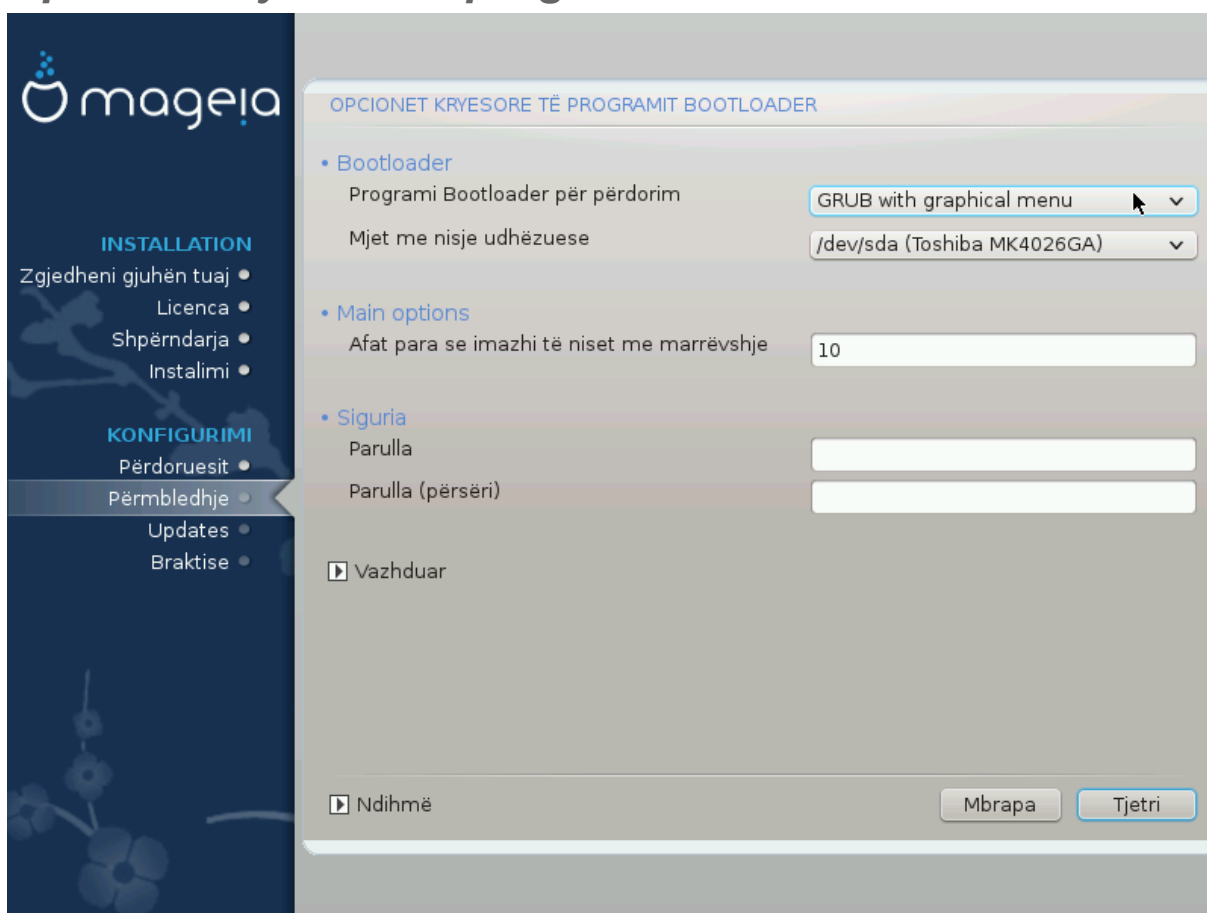 mageia
INSTALLATION
Zgjedheni gjuhën tuaj
Licenca
Shpërndarja
Instalimi
KONFIGURIMI
Përdoruesit
Përmbledhje
Updates
Braktise
OPCIONET KRYESORE TË PROGRAMIT BOOTLOADER
• Bootloader
Programi Bootloader për përdorim GRUB with graphical menu
Mjet me nisje udhëzuese /dev/sda (Toshiba MK4026GA)
• Main options
Afat para se imazhi të niset me marrëvshje 10
• Siguria
Parulla
Parulla (përsëri)
Vazhduar
Ndihmë Mbrapa Tjetri